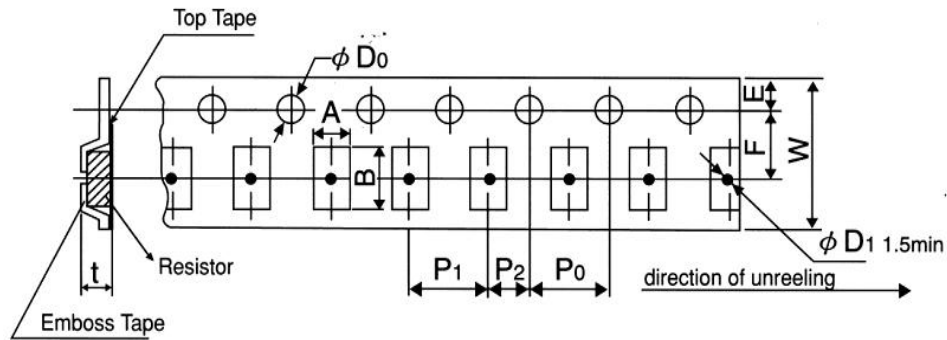 Top Tape
φ D0
A
B
E
F
W
t
Resistor
P1
P2
P0
φ D1 1.5min
direction of unreeling
Emboss Tape